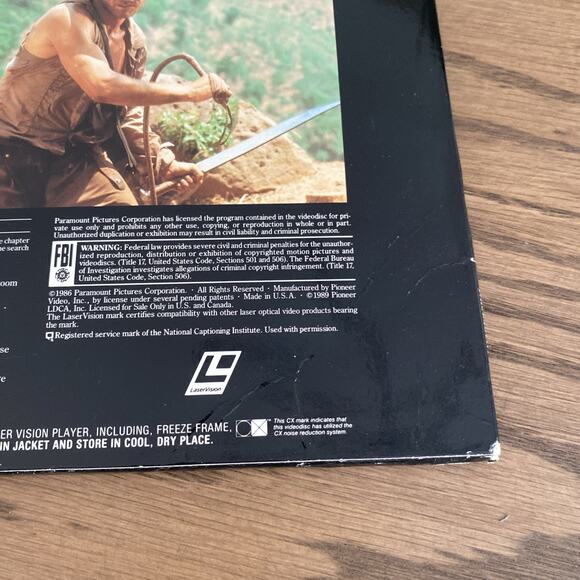 Paramount Pictures Corporation has licensed the program contained in the videodisc for pri-
vate use only and prohibits any other use, copying, or reproduction in whole or in part.
Unauthorized duplication or exhibition may result in civil liability and criminal prosecution.
e chapter
ne search
FBI
WARNING: Federal law provides severe civil and criminal penalties for the unauthor-
ized reproduction, distribution or exhibition of copyrighted motion pictures and
videodiscs. (Title 17, United States Code, Sections 501 and 506). The Federal Bureau
of Investigation investigates allegations of criminal copyright infringement. (Title 17,
United States Code, Section 506).
oom
©1986 Paramount Pictures Corporation. · All Rights Reserved · Manufactured by Pioneer
Video, Inc., by license under several pending patents · Made in U.S.A. · ©1989 Pioneer
LDCA, Inc. Licensed for Sale Only in U.S. and Canada.
The LaserVision mark certifies compatibility with other laser optical video products bearing
the mark.
Registered service mark of the National Captioning Institute. Used with permission.
se
re
LaserVision
ER VISION PLAYER, INCLUDING, FREEZE FRAME.
IN JACKET AND STORE IN COOL, DRY PLACE.
™ This CX mark indicates that
this videodisc has utilized the
CX noise reduction system.